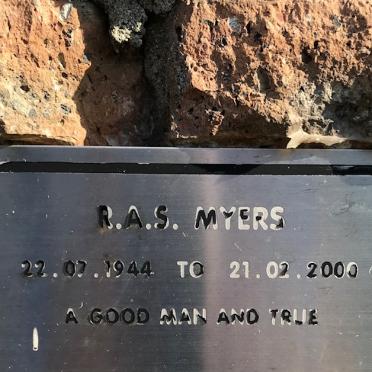 R.A.S. MYERS
22.07.1944 TO 21.02.2000
A GOOD MAN AND TRUE